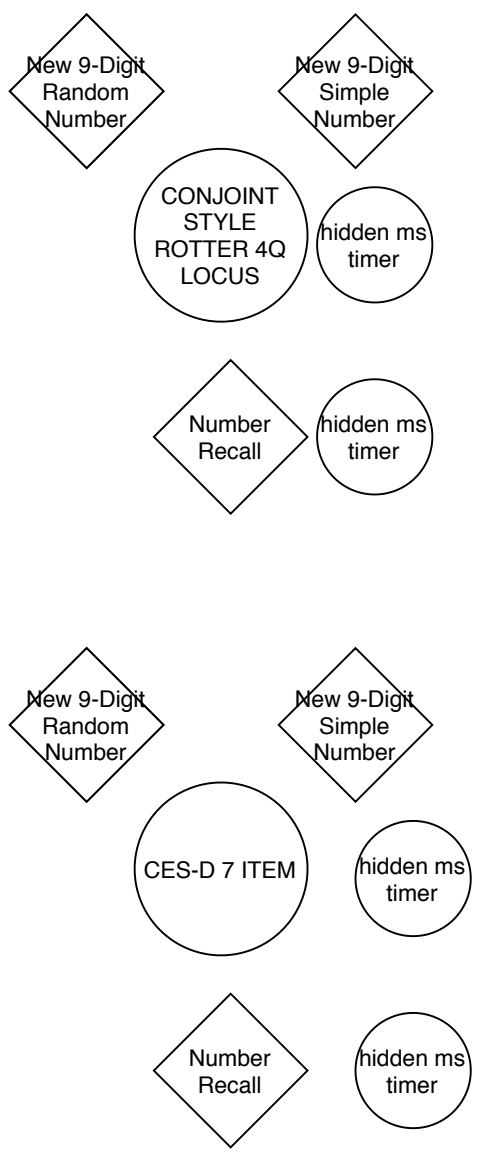 New 9-Digit
Random
Number
New 9-Digit
Simple
Number
CONJOINT
STYLE
ROTTER 4Q
LOCUS
hidden ms
timer
Number
Recall
hidden ms
timer
New 9-Digit
Random
Number
New 9-Digit
Simple
Number
CES-D 7 ITEM
hidden ms
timer
Number
Recall
hidden ms
timer